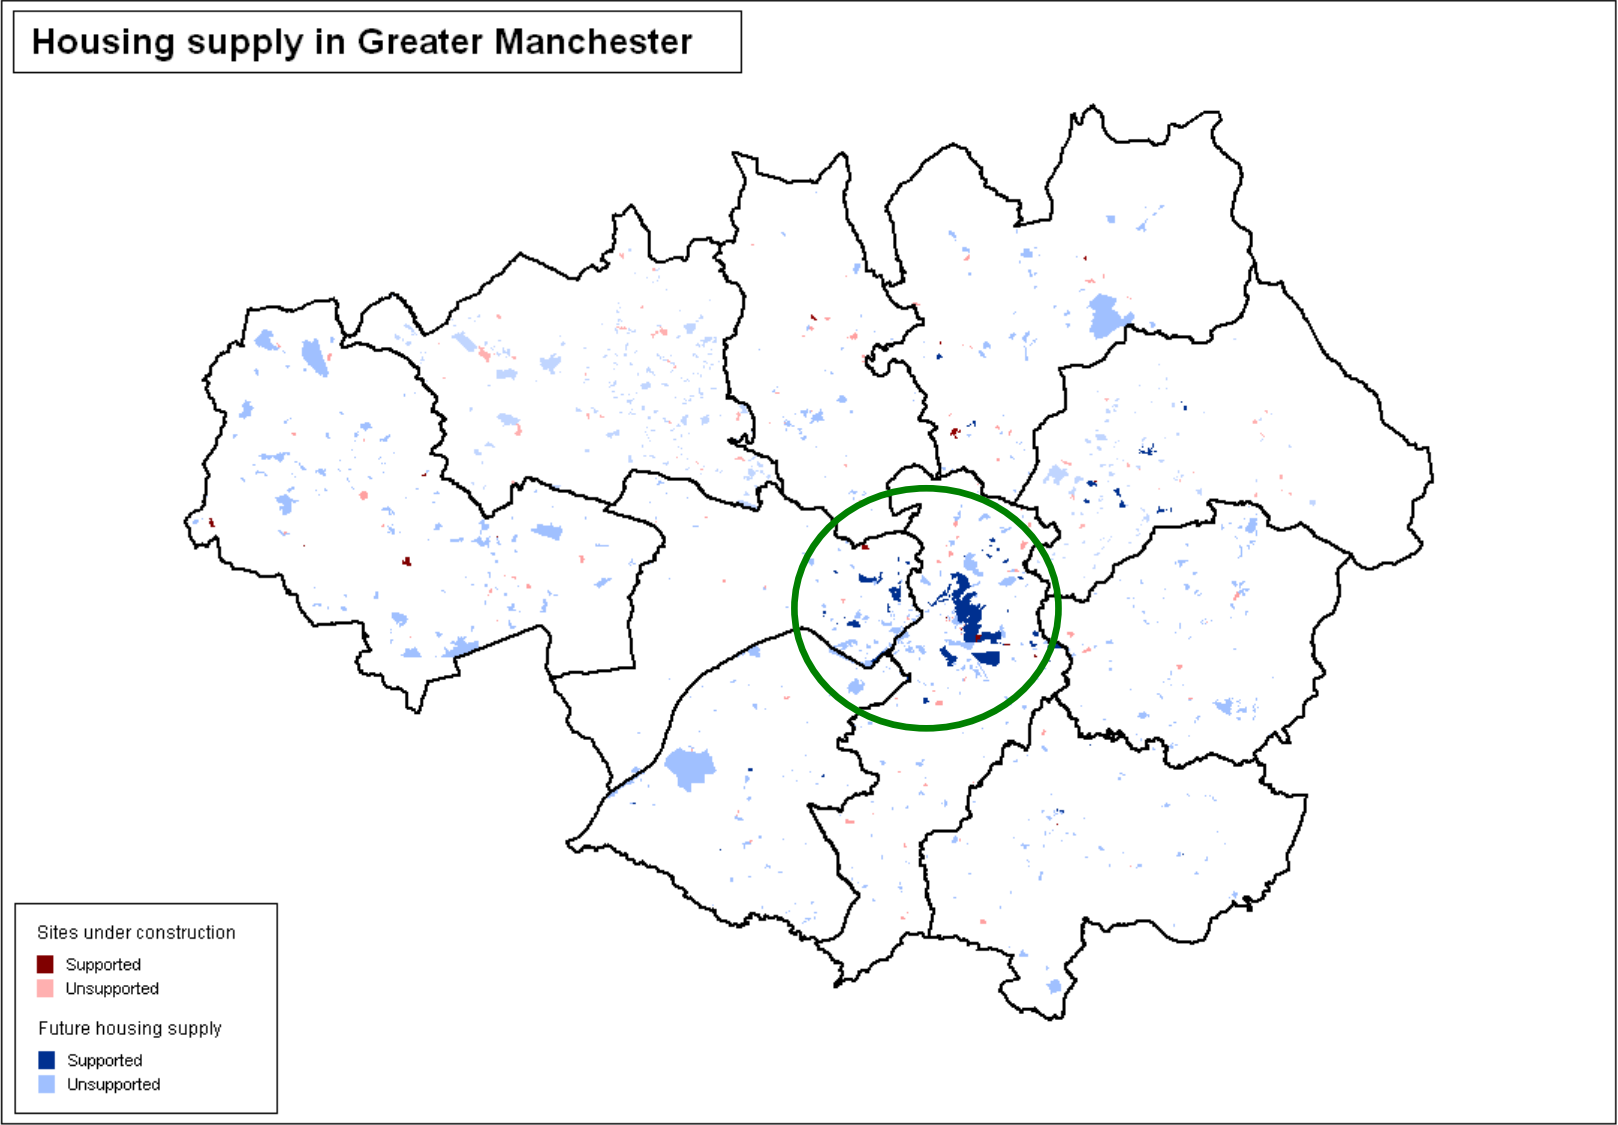 Housing supply in Greater Manchester
Sites under construction
Supported
Unsupported
Future housing supply
Supported
Unsupported